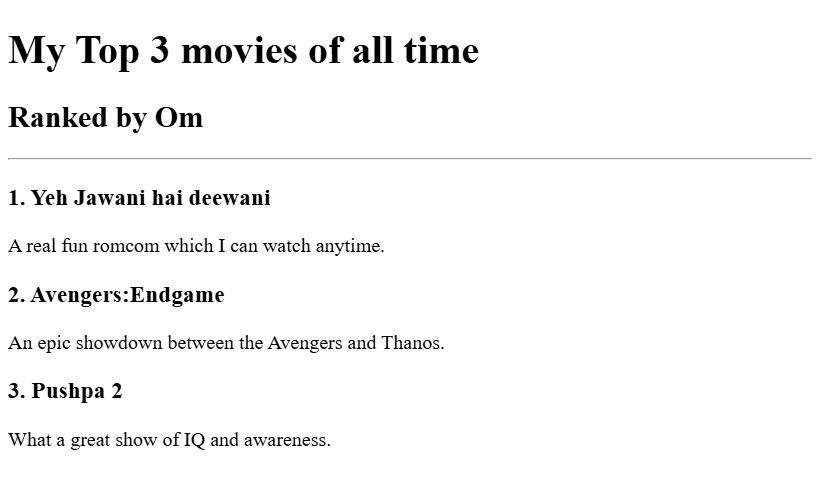 My Top 3 movies of all time
Ranked by Om
1. Yeh Jawani hai deewani
A real fun romcom which I can watch anytime.
2. Avengers:Endgame
An epic showdown between the Avengers and Thanos.
3. Pushpa 2
What a great show of IQ and awareness.